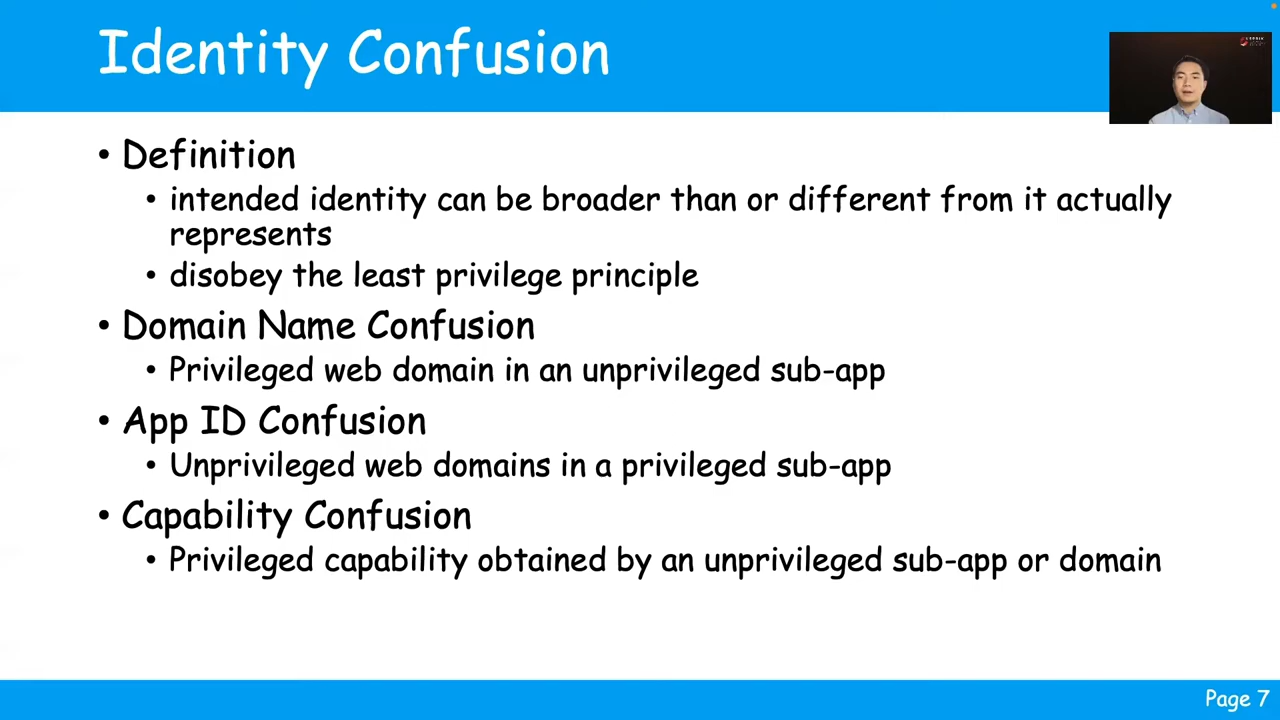 Identity Confusion
• Definition
• intended identity can be broader than or different from it actually
represents
• disobey the least privilege principle
• Domain Name Confusion
• Privileged web domain in an unprivileged sub-app
• App ID Confusion
• Unprivileged web domains in a privileged sub-app
• Capability Confusion
• Privileged capability obtained by an unprivileged sub-app or domain
Page 7